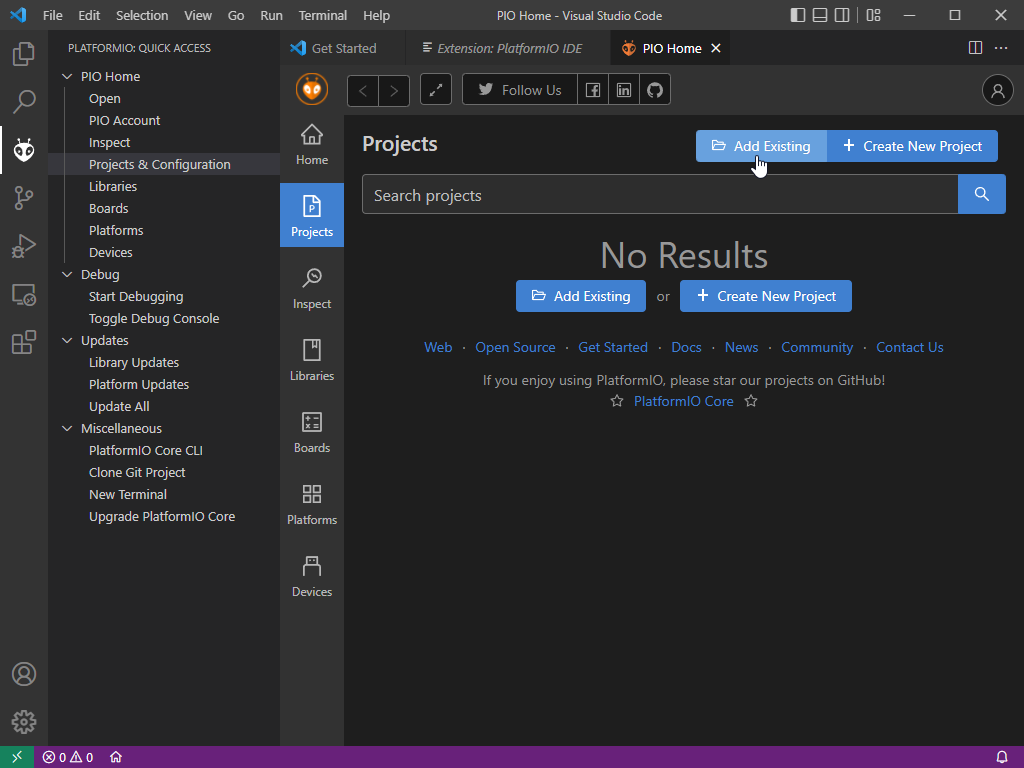 File Edit Selection View Go Run Terminal Help PIO Home - Visual Studio Code
PLATFORMIO: QUICK ACCESS
PIO Home
Open
PIO Account
Inspect
Projects & Configuration
Libraries
Boards
Platforms
Devices
Debug
Start Debugging
Toggle Debug Console
Updates
Library Updates
Platform Updates
Update All
Miscellaneous
PlatformIO Core CLI
Clone Git Project
New Terminal
Upgrade PlatformIO Core
Get Started Extension: PlatformIO IDE PIO Home
Follow Us
Home
Projects
Inspect
Libraries
Boards
Platforms
Devices
Projects Add Existing Create New Project
Search projects
No Results
Add Existing or Create New Project
Web · Open Source · Get Started · Docs · News · Community · Contact Us
If you enjoy using PlatformIO, please star our projects on GitHub!
PlatformIO Core
0 0